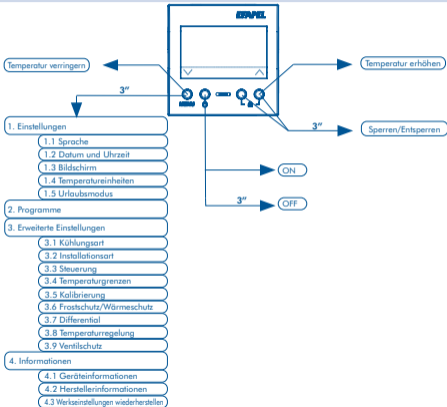 EFAPEL
Temperatur verringern
Temperatur erhöhen
3”
MENU
3”
Sperren/Entsperren
ON
3”
OFF
1. Einstellungen
1.1 Sprache
1.2 Datum und Uhrzeit
1.3 Bildschirm
1.4 Temperatureinheiten
1.5 Urlaubsmodus
2. Programme
3. Erweiterte Einstellungen
3.1 Kühlungsart
3.2 Installationsart
3.3 Steuerung
3.4 Temperaturgrenzen
3.5 Kalibrierung
3.6 Frostschutz/Wärmeschutz
3.7 Differential
3.8 Temperaturregelung
3.9 Ventilschutz
4. Informationen
4.1 Geräteinformationen
4.2 Herstellerinformationen
4.3 Werkseinstellungen wiederherstellen